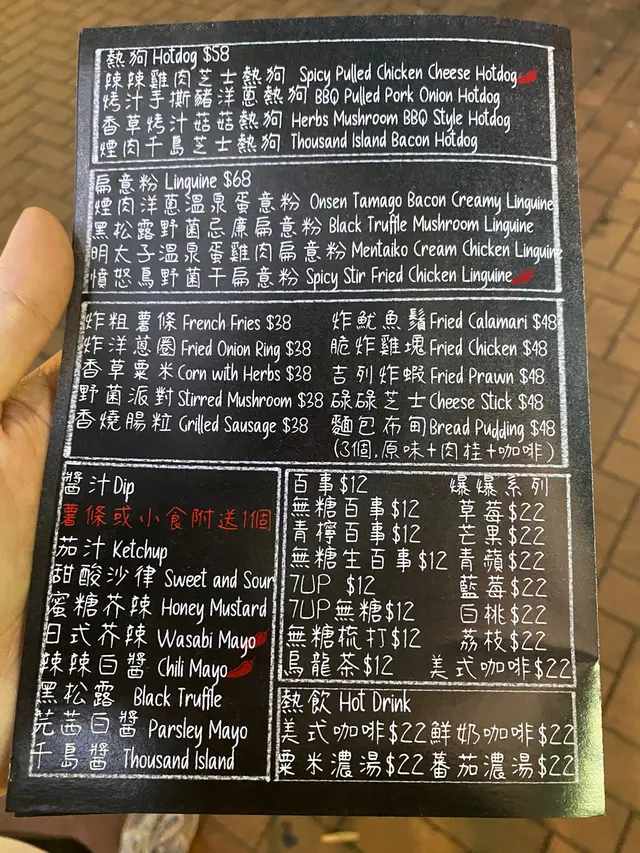 熱狗 Hotdog $58
辣辣雞肉芝士熱狗 Spicy Pulled Chicken Cheese Hotdog
烤汁手撕豬洋蔥熱狗 BBQ Pulled Pork Onion Hotdog
香草烤汁菇菇熱狗 Herbs Mushroom BBQ Style Hotdog
煙肉千島芝士熱狗 Thousand Island Bacon Hotdog
扁意粉 Linguine $68
煙肉洋蔥溫泉蛋意粉 Onsen Tamago Bacon Creamy Linguine
黑松露野菌忌廉扁意粉 Black Truffle Mushroom Linguine
明太子溫泉蛋雞肉扁意粉 Mentaiko Cream Chicken Linguine
憤怒鳥野菌干扁意粉 Spicy Stir Fried Chicken Linguine
炸粗薯條 French Fries $38
炸洋蔥圈 Fried Onion Ring $38
香草粟米 Corn with Herbs $38
野菌派對 Stirred Mushroom $38
香燒腸粒 Grilled Sausage $38
炸魷魚鬚 Fried Calamari $48
脆炸雞塊 Fried Chicken $48
吉列炸蝦 Fried Prawn $48
碌碌芝士 Cheese Stick $48
麵包布甸 Bread Pudding $48
(3個,原味+肉桂+咖啡)
醬汁 Dip
薯條或小食附送1個
茄汁 Ketchup
甜酸沙律 Sweet and Sour
蜜糖芥辣 Honey Mustard
日式芥辣 Wasabi Mayo
辣辣白醬 Chili Mayo
黑松露 Black Truffle
芫茜白醬 Parsley Mayo
千島醬 Thousand Island
百事$12
無糖百事$12
青檸百事$12
無糖生百事$12
7UP $12
7UP無糖$12
無糖梳打$12
烏龍茶$12
爆爆系列
草莓$22
芒果$22
青蘋$22
藍莓$22
白桃$22
荔枝$22
美式咖啡$22
熱飲 Hot Drink
美式咖啡$22 鮮奶咖啡$22
粟米濃湯$22 蕃茄濃湯$22